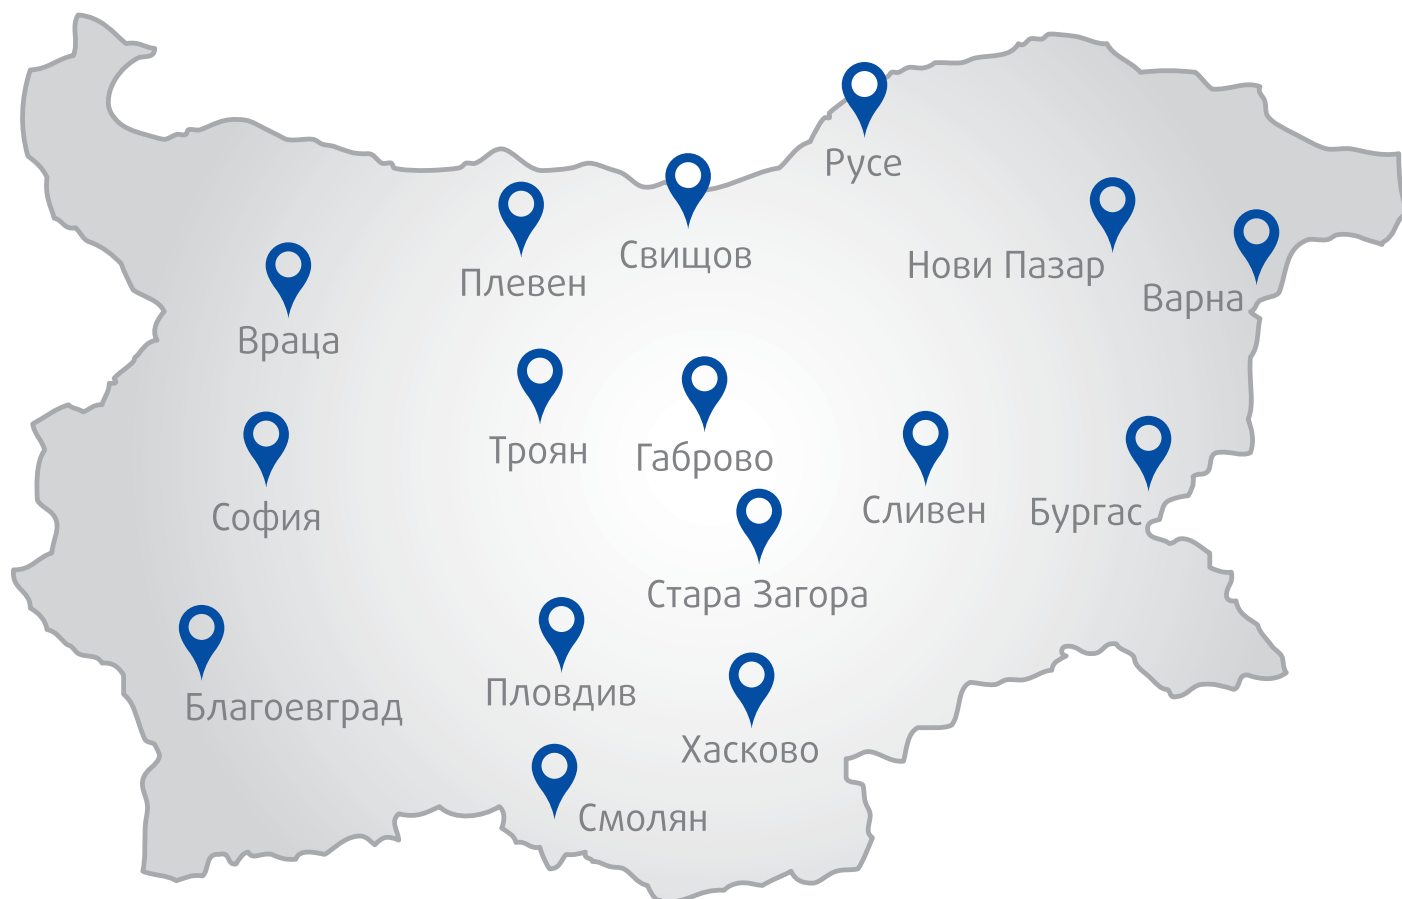 Русе
Свищов
Плевен
Нови Пазар
Варна
Враца
Троян
Габрово
София
Сливен
Бургас
Стара Загора
Благоевград
Пловдив
Хасково
Смолян